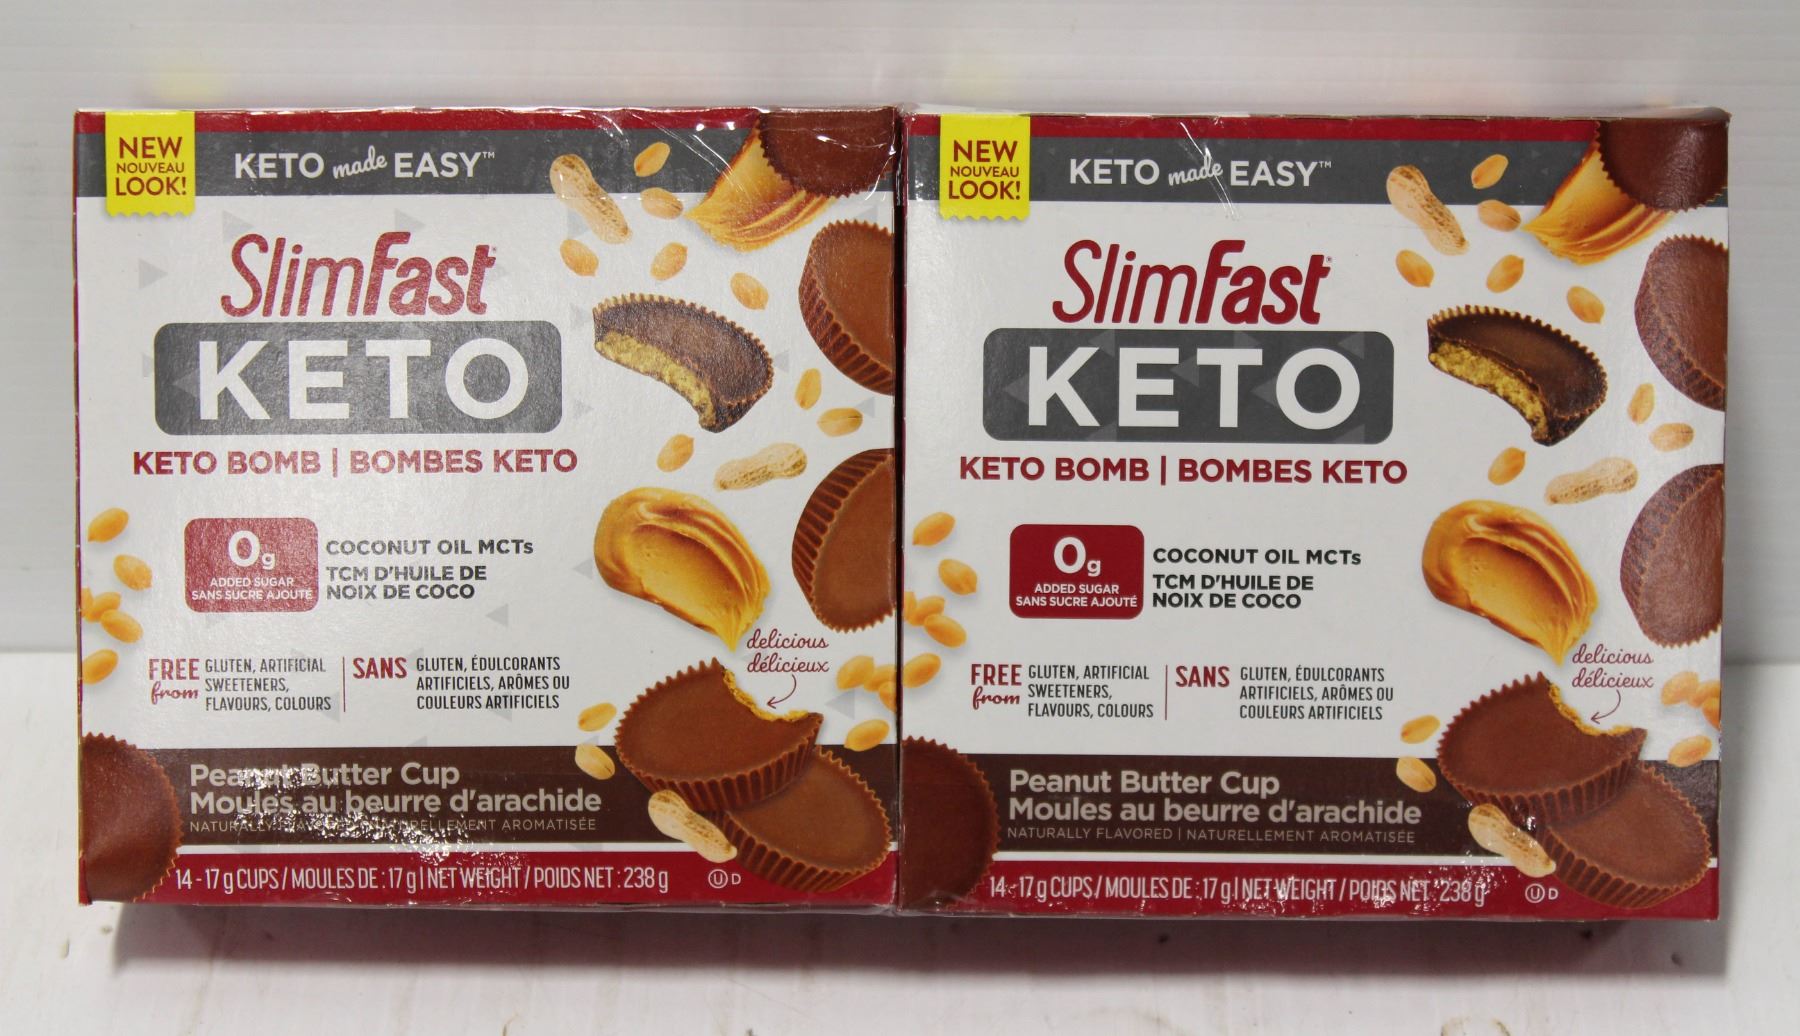 NEW
NOUVEAU
LOOK!
KETO made EASY™
SlimFast
KETO
KETO BOMB | BOMBES KETO
0g
ADDED SUGAR
SANS SUCRE AJOUTÉ
COCONUT OIL MCTs
TCM D'HUILE DE
NOIX DE COCO
delicious
délicieux
FREE from
GLUTEN, ARTIFICIAL
SWEETENERS,
FLAVOURS, COLOURS
SANS
GLUTEN, ÉDULCORANTS
ARTIFICIELS, ARÔMES OU
COULEURS ARTIFICIELS
Peanut Butter Cup
Moules au beurre d'arachide
NATURALLY FLAVORED | NATURELLEMENT AROMATISÉE
14 - 17 g CUPS / MOULES DE : 17 g | NET WEIGHT / POIDS NET : 238 g
U D
NEW
NOUVEAU
LOOK!
KETO made EASY™
SlimFast
KETO
KETO BOMB | BOMBES KETO
0g
ADDED SUGAR
SANS SUCRE AJOUTÉ
COCONUT OIL MCTs
TCM D'HUILE DE
NOIX DE COCO
delicious
délicieux
FREE from
GLUTEN, ARTIFICIAL
SWEETENERS,
FLAVOURS, COLOURS
SANS
GLUTEN, ÉDULCORANTS
ARTIFICIELS, ARÔMES OU
COULEURS ARTIFICIELS
Peanut Butter Cup
Moules au beurre d'arachide
NATURALLY FLAVORED | NATURELLEMENT AROMATISÉE
14 - 17 g CUPS / MOULES DE : 17 g | NET WEIGHT / POIDS NET : 238 g
U D